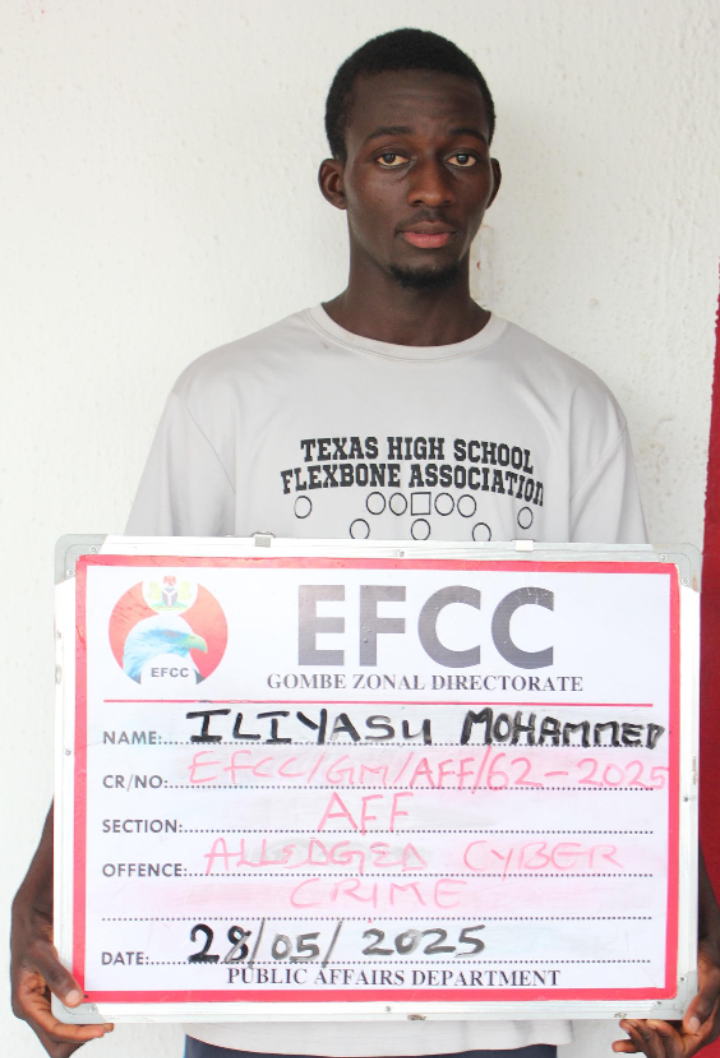 TEXAS HIGH SCHOOL
FLEXBONE ASSOCIATION
EFCC
EFCC
GOMBE ZONAL DIRECTORATE
NAME: ILIYASU MOHAMMED
CR/NO: EFCC/GM/AFF/62-2025
SECTION: AFF
OFFENCE: ALLEDGED CYBER
CRIME
DATE: 28/05/2025
PUBLIC AFFAIRS DEPARTMENT